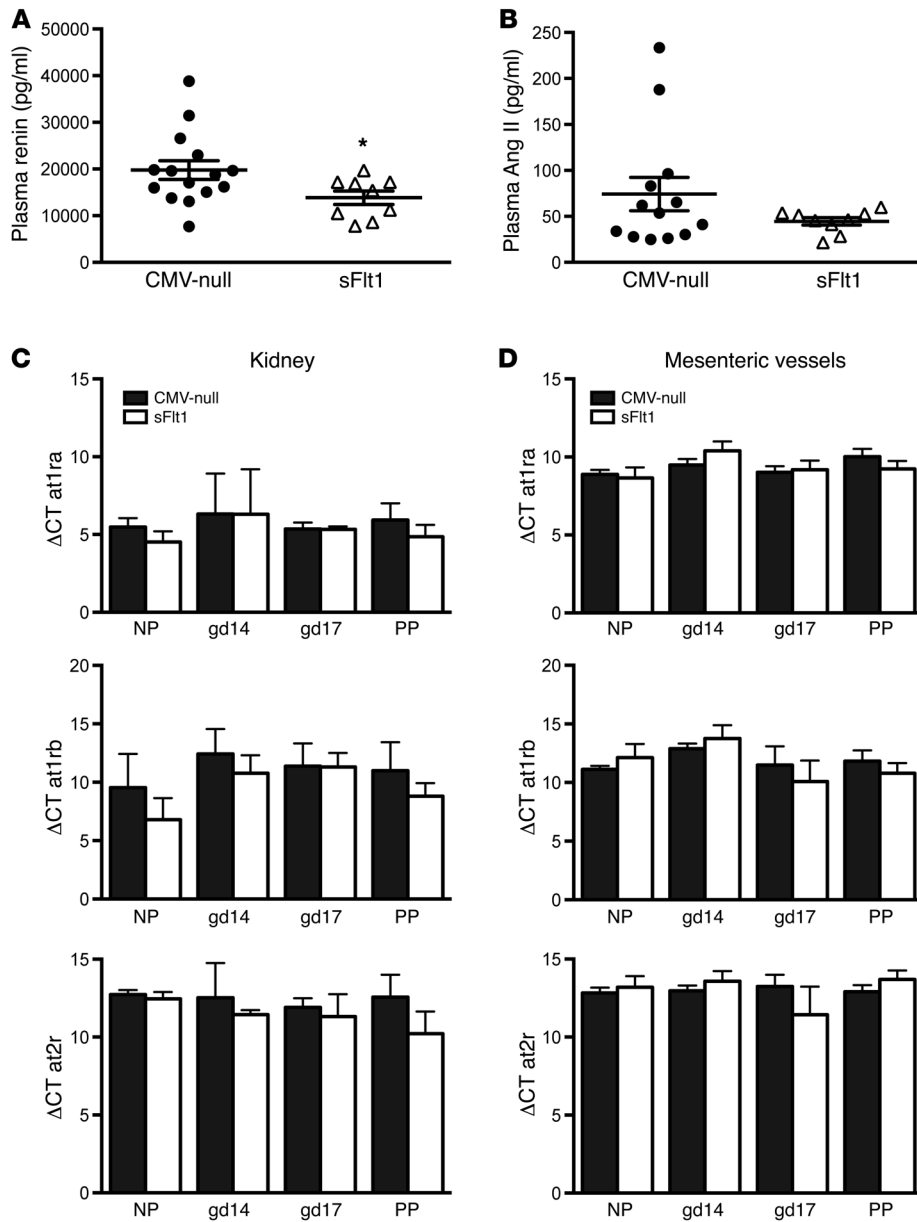 A
Plasma renin (pg/ml)
50000
40000
30000
20000
10000
0
*
CMV-null
sFlt1
B
Plasma Ang II (pg/ml)
250
200
150
100
50
0
CMV-null
sFlt1
C
Kidney
CMV-null
sFlt1
ΔCT at1ra
15
10
5
0
NP gd14 gd17 PP
ΔCT at1rb
20
15
10
5
0
NP gd14 gd17 PP
ΔCT at2r
15
10
5
0
NP gd14 gd17 PP
D
Mesenteric vessels
CMV-null
sFlt1
ΔCT at1ra
15
10
5
0
NP gd14 gd17 PP
ΔCT at1rb
20
15
10
5
0
NP gd14 gd17 PP
ΔCT at2r
15
10
5
0
NP gd14 gd17 PP